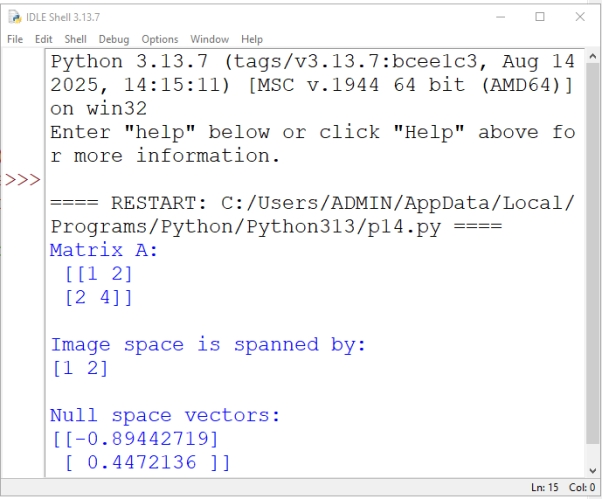 IDLE Shell 3.13.7
File Edit Shell Debug Options Window Help
Python 3.13.7 (tags/v3.13.7:bcee1c3, Aug 14
2025, 14:15:11) [MSC v.1944 64 bit (AMD64)]
on win32
Enter "help" below or click "Help" above fo
r more information.
>>>
==== RESTART: C:/Users/ADMIN/AppData/Local/
Programs/Python/Python313/p14.py ====
Matrix A:
[[1 2]
[2 4]]
Image space is spanned by:
[1 2]
Null space vectors:
[[-0.89442719]
[ 0.4472136 ]]
Ln: 15 Col: 0